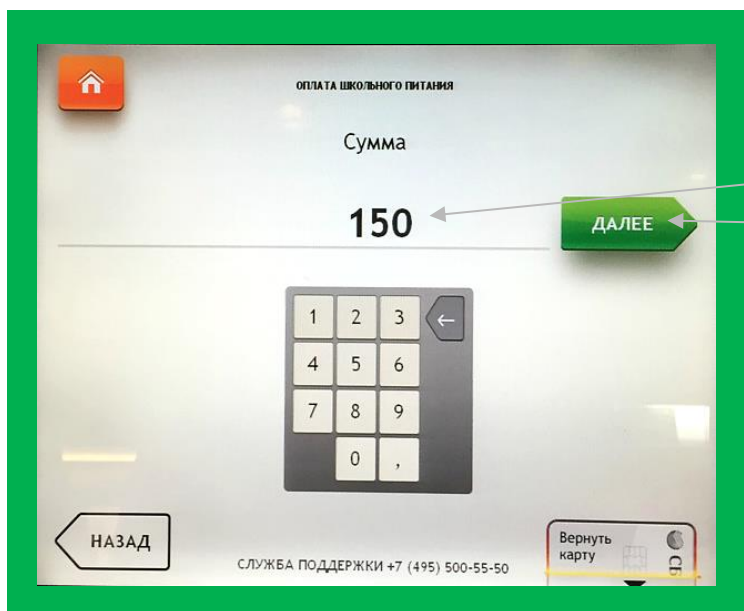 ОПЛАТА ШКОЛЬНОГО ПИТАНИЯ
Сумма
150
ДАЛЕЕ
1 2 3 ←
4 5 6
7 8 9
0 ,
НАЗАД
СЛУЖБА ПОДДЕРЖКИ +7 (495) 500-55-50
Вернуть
карту
СБ